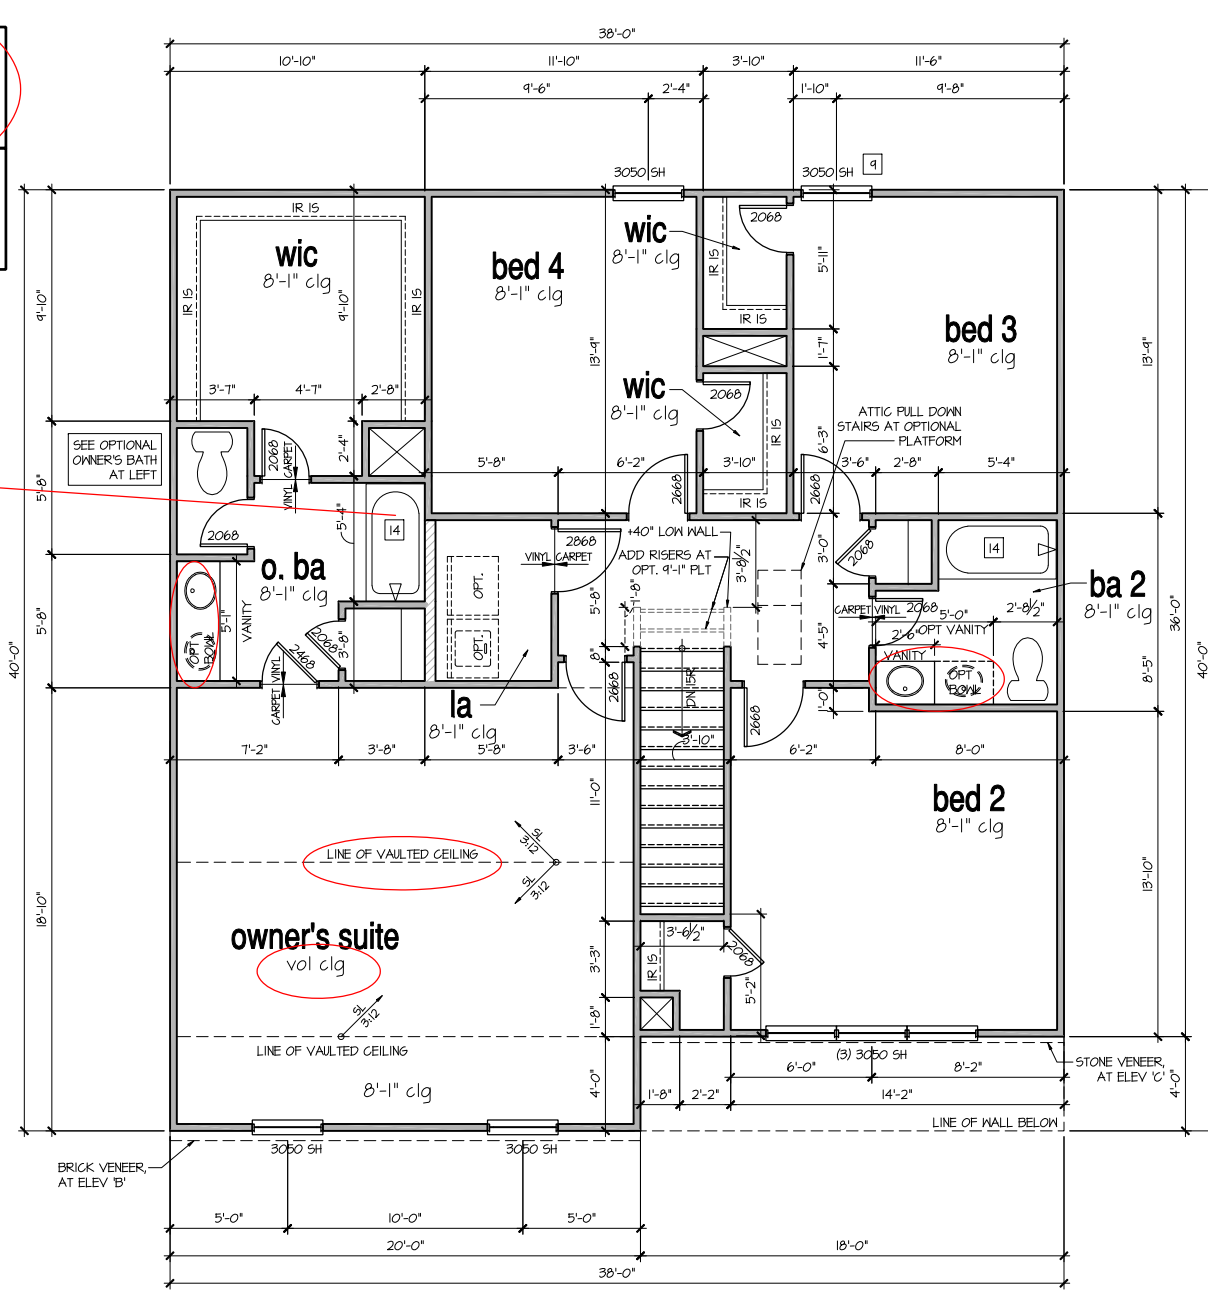 38'-0"
10'-10"
11'-10"
3'-10"
11'-6"
9'-6"
2'-4"
1'-10"
9'-8"
3050 SH
3050 SH
9
IR IS
wic
8'-1" clg
IR IS
IR IS
9'-10"
9'-10"
bed 4
8'-1" clg
wic
8'-1" clg
2068
IR IS
IR IS
5'-11"
bed 3
8'-1" clg
13'-9"
1'-7"
13'-9"
3'-7"
4'-7"
2'-8"
wic
8'-1" clg
2068
IR IS
IR IS
ATTIC PULL DOWN
STAIRS AT OPTIONAL
PLATFORM
SEE OPTIONAL
OWNER'S BATH
AT LEFT
5'-8"
2068
VINYL
CARPET
2'-4"
5'-8"
6'-2"
3'-10"
6'-3"
3'-6"
2'-8"
5'-4"
2668
2668
2068
5'-4"
14
o. ba
8'-1" clg
+40" LOW WALL
2868
VINYL CARPET
ADD RISERS AT
OPT. 9'-1" PLT
3'-8 1/2"
3'-0"
2068
14
ba 2
8'-1" clg
36'-0"
40'-0"
40'-0"
5'-8"
OPT
BOWL
5'-1"
VANITY
2068
2468
3'-8"
CARPET
VINYL
OPT.
OPT.
5'-8"
1'-8"
8"
2668
DN 15R
CARPET VINYL
2068
5'-0"
2'-8 1/2"
4'-5"
2'-6"
OPT VANITY
VANITY
OPT
BOWL
8'-5"
1'-0"
2668
la
8'-1" clg
7'-2"
3'-8"
5'-8"
3'-6"
3'-10"
6'-2"
8'-0"
11'-0"
bed 2
8'-1" clg
LINE OF VAULTED CEILING
SL
3:12
SL
3:12
13'-10"
18'-10"
owner's suite
vol clg
3'-6 1/2"
2068
IR IS
3'-3"
5'-2"
SL
3:12
1'-8"
LINE OF VAULTED CEILING
(3) 3050 SH
STONE VENEER,
AT ELEV 'C'
6'-0"
8'-2"
8'-1" clg
4'-0"
1'-8"
2'-2"
14'-2"
4'-0"
LINE OF WALL BELOW
3050 SH
3050 SH
BRICK VENEER,
AT ELEV 'B'
5'-0"
10'-0"
5'-0"
20'-0"
18'-0"
38'-0"